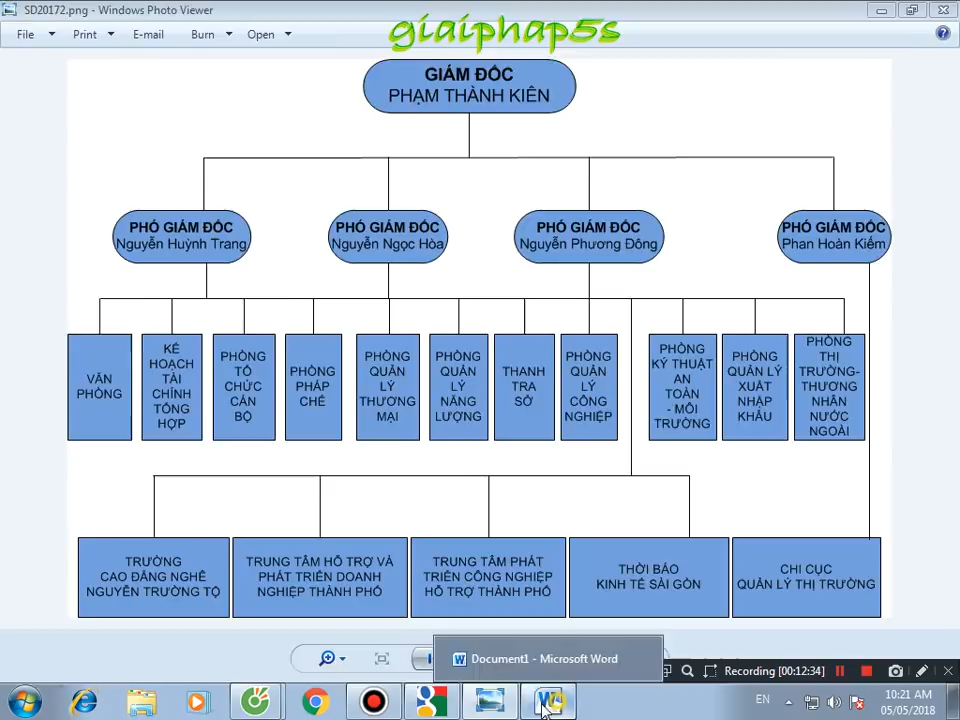 SD20172.png - Windows Photo Viewer
File Print E-mail Burn Open
giaiphap5s
GIÁM ĐỐC
PHẠM THÀNH KIÊN
PHÓ GIÁM ĐỐC
Nguyễn Huỳnh Trang
PHÓ GIÁM ĐỐC
Nguyễn Ngọc Hòa
PHÓ GIÁM ĐỐC
Nguyễn Phương Đông
PHÓ GIÁM ĐỐC
Phan Hoàn Kiếm
VĂN
PHÒNG
KẾ
HOẠCH
TÀI
CHÍNH
TỔNG
HỢP
PHÒNG
TỔ
CHỨC
CÁN
BỘ
PHÒNG
PHÁP
CHẾ
PHÒNG
QUẢN
LÝ
THƯƠNG
MẠI
PHÒNG
QUẢN
LÝ
NĂNG
LƯỢNG
THANH
TRA
SỞ
PHÒNG
QUẢN
LÝ
CÔNG
NGHIỆP
PHÒNG
KỸ THUẬT
AN
TOÀN
- MÔI
TRƯỜNG
PHÒNG
QUẢN LÝ
XUẤT
NHẬP
KHẨU
PHÒNG
THỊ
TRƯỜNG-
THƯƠNG
NHÂN
NƯỚC
NGOÀI
TRƯỜNG
CAO ĐẲNG NGHỀ
NGUYỄN TRƯỜNG TỘ
TRUNG TÂM HỖ TRỢ VÀ
PHÁT TRIỂN DOANH
NGHIỆP THÀNH PHỐ
TRUNG TÂM PHÁT
TRIỂN CÔNG NGHIỆP
HỖ TRỢ THÀNH PHỐ
THỜI BÁO
KINH TẾ SÀI GÒN
CHI CỤC
QUẢN LÝ THỊ TRƯỜNG
Document1 - Microsoft Word
Recording [00:12:34]
EN
10:21 AM
05/05/2018